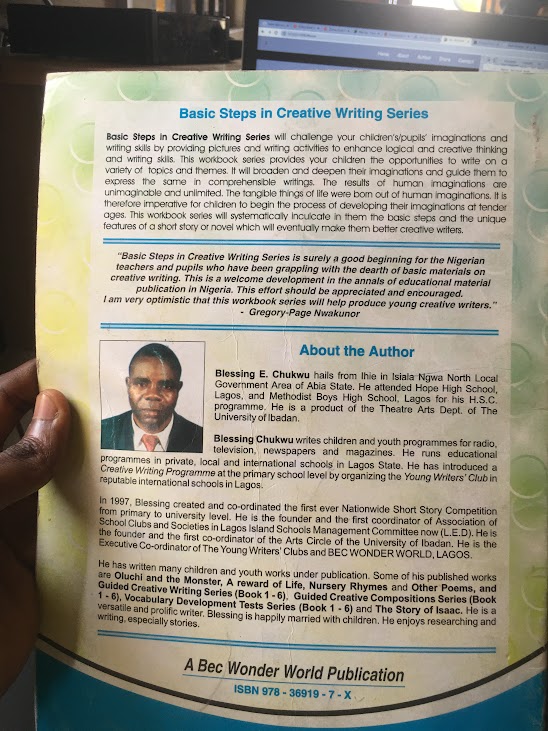 Basic Steps in Creative Writing Series
Basic Steps in Creative Writing Series will challenge your children's/pupils' imaginations and
writing skills by providing pictures and writing activities to enhance logical and creative thinking
and writing skills. This workbook series provides your children the opportunities to write on a
variety of topics and themes. It will broaden and deepen their imaginations and guide them to
express the same in comprehensible writings. The results of human imaginations are
unimaginable and unlimited. The tangible things of life were born out of human imaginations. It is
therefore imperative for children to begin the process of developing their imaginations at tender
ages. This workbook series will systematically inculcate in them the basic steps and the unique
features of a short story or novel which will eventually make them better creative writers.
"Basic Steps in Creative Writing Series is surely a good beginning for the Nigerian
teachers and pupils who have been grappling with the dearth of basic materials on
creative writing. This is a welcome development in the annals of educational material
publication in Nigeria. This effort should be appreciated and encouraged.
I am very optimistic that this workbook series will help produce young creative writers."
- Gregory-Page Nwakunor
About the Author
Blessing E. Chukwu hails from Ihie in Isiala Ngwa North Local
Government Area of Abia State. He attended Hope High School,
Lagos, and Methodist Boys High School, Lagos for his H.S.C.
programme. He is a product of the Theatre Arts Dept. of The
University of Ibadan.
Blessing Chukwu writes children and youth programmes for radio,
television, newspapers and magazines. He runs educational
programmes in private, local and international schools in Lagos State. He has introduced a
Creative Writing Programme at the primary school level by organizing the Young Writers' Club in
reputable international schools in Lagos.
In 1997, Blessing created and co-ordinated the first ever Nationwide Short Story Competition
from primary to university level. He is the founder and the first coordinator of Association of
School Clubs and Societies in Lagos Island Schools Management Committee now (L.E.D). He is
the founder and the first co-ordinator of the Arts Circle of the University of Ibadan. He is the
Executive Co-ordinator of The Young Writers' Clubs and BEC WONDER WORLD, LAGOS.
He has written many children and youth works under publication. Some of his published works
are Oluchi and the Monster, A reward of Life, Nursery Rhymes and Other Poems, and
Guided Creative Writing Series (Book 1 - 6), Guided Creative Compositions Series (Book
1 - 6), Vocabulary Development Tests Series (Book 1 - 6) and The Story of Isaac. He is a
versatile and prolific writer. Blessing is happily married with children. He enjoys researching and
writing, especially stories.
A Bec Wonder World Publication
ISBN 978 - 36919 - 7 - X